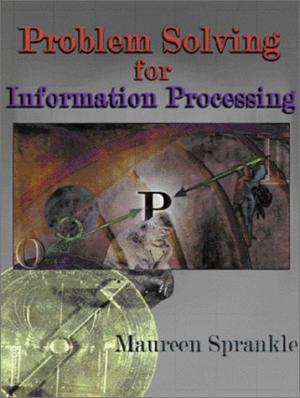 Problem Solving
for
Information Processing
I
P
O
Maureen Sprankle